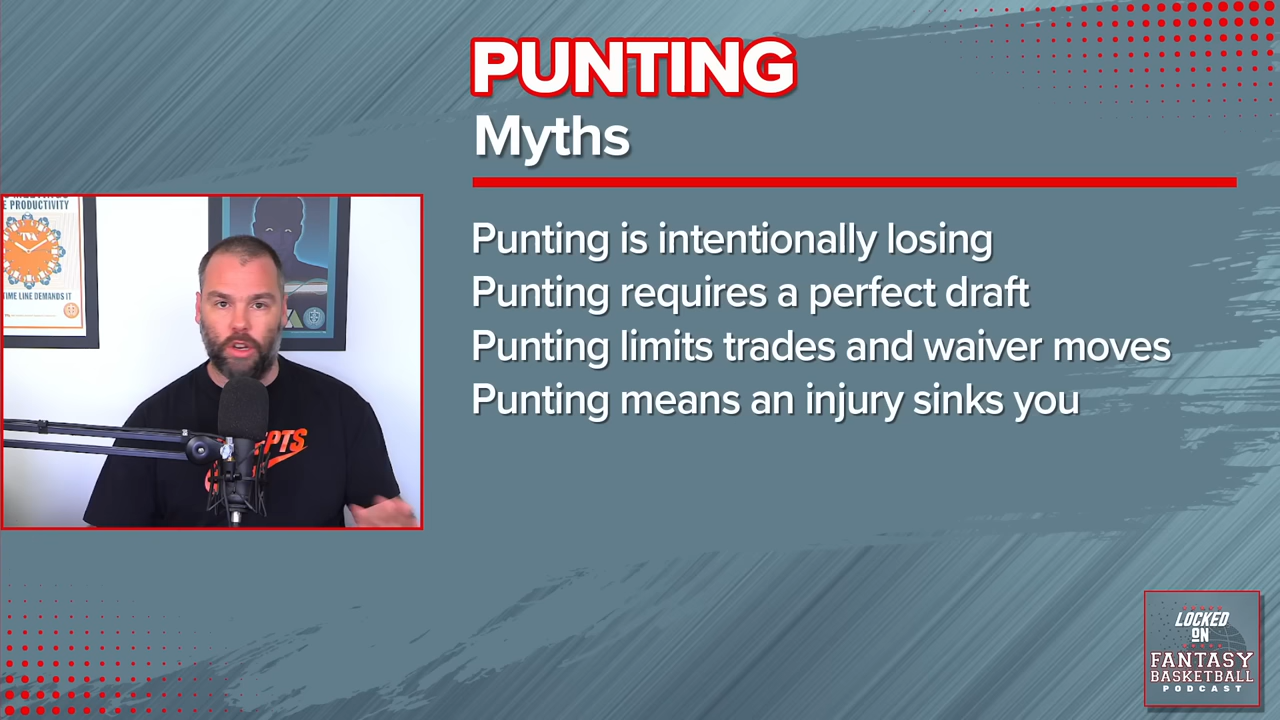 PUNTING
Myths
Punting is intentionally losing
Punting requires a perfect draft
Punting limits trades and waiver moves
Punting means an injury sinks you
PRODUCTIVITY
TIME LINE DEMANDS IT
LOCKED
ON
FANTASY
BASKETBALL
PODCAST